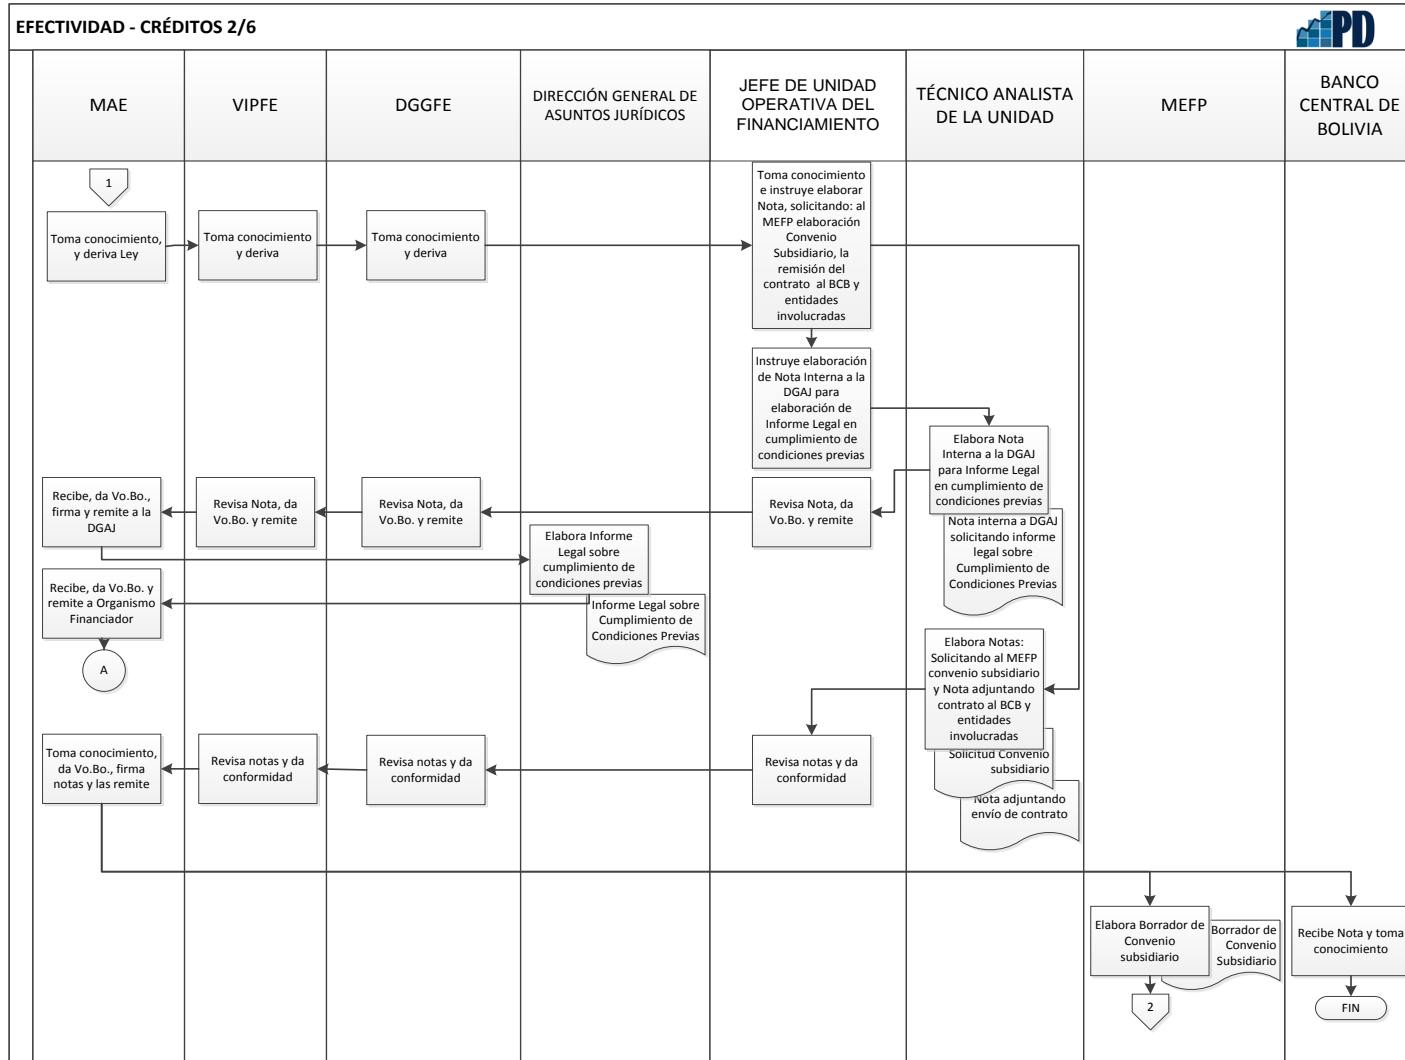 EFECTIVIDAD - CRÉDITOS 2/6
PD
MAE
VIPFE
DGGFE
DIRECCIÓN GENERAL DE
ASUNTOS JURÍDICOS
JEFE DE UNIDAD
OPERATIVA DEL
FINANCIAMIENTO
TÉCNICO ANALISTA
DE LA UNIDAD
MEFP
BANCO
CENTRAL DE
BOLIVIA
1
Toma conocimiento,
y deriva Ley
Toma conocimiento
y deriva
Toma conocimiento
y deriva
Toma conocimiento
e instruye elaborar
Nota, solicitando: al
MEFP elaboración
Convenio
Subsidiario, la
remisión del
contrato al BCB y
entidades
involucradas
Instruye elaboración
de Nota Interna a la
DGAJ para
elaboración de
Informe Legal en
cumplimiento de
condiciones previas
Elabora Nota
Interna a la DGAJ
para Informe Legal
en cumplimiento de
condiciones previas
Nota interna a DGAJ
solicitando informe
legal sobre
Cumplimiento de
Condiciones Previas
Revisa Nota, da
Vo.Bo. y remite
Revisa Nota, da
Vo.Bo. y remite
Revisa Nota, da
Vo.Bo. y remite
Recibe, da Vo.Bo.,
firma y remite a la
DGAJ
Elabora Informe
Legal sobre
cumplimiento de
condiciones previas
Informe Legal sobre
Cumplimiento de
Condiciones Previas
Recibe, da Vo.Bo. y
remite a Organismo
Financiador
A
Elabora Notas:
Solicitando al MEFP
convenio subsidiario
y Nota adjuntando
contrato al BCB y
entidades
involucradas
Solicitud Convenio
subsidiario
Nota adjuntando
envío de contrato
Revisa notas y da
conformidad
Revisa notas y da
conformidad
Revisa notas y da
conformidad
Toma conocimiento,
da Vo.Bo., firma
notas y las remite
Elabora Borrador de
Convenio
subsidiario
Borrador de
Convenio
Subsidiario
2
Recibe Nota y toma
conocimiento
FIN